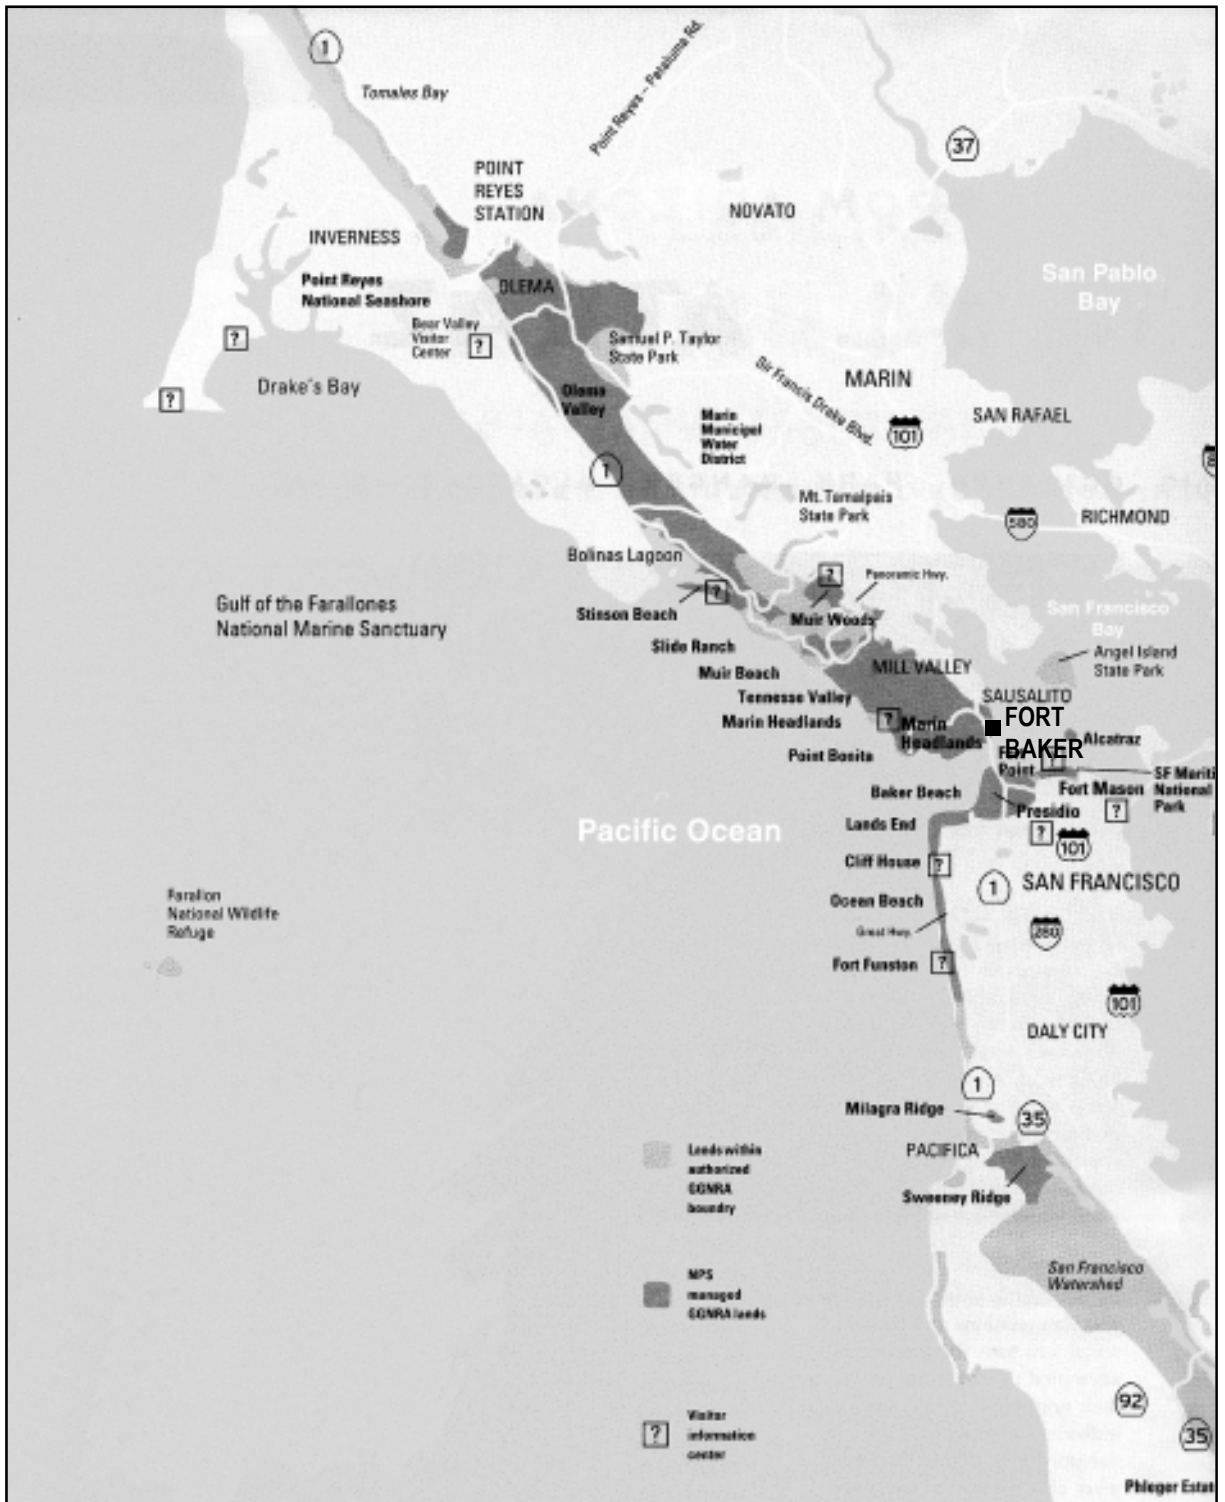 1
Tomales Bay
Point Reyes – Petaluma Rd.
37
POINT
REYES
STATION
NOVATO
INVERNESS
San Pablo
Bay
Point Reyes
National Seashore
OLEMA
Bear Valley
Visitor
Center
?
?
Samuel P. Taylor
State Park
Drake's Bay
?
Sir Francis Drake Blvd.
MARIN
Olema
Valley
SAN RAFAEL
Marin
Municipal
Water
District
101
1
Mt. Tamalpais
State Park
580
RICHMOND
Bolinas Lagoon
?
Panoramic Hwy.
Gulf of the Farallones
National Marine Sanctuary
?
Stinson Beach
Muir Woods
San Francisco
Bay
Slide Ranch
Angel Island
State Park
Muir Beach
MILL VALLEY
Tennesse Valley
SAUSALITO
Marin Headlands
?
Marin
Headlands
FORT
BAKER
Alcatraz
Point Bonita
Fort
Point
?
SF Mariti
National
Park
Baker Beach
Fort Mason
?
Presidio
?
Lands End
Pacific Ocean
101
Cliff House
?
1
SAN FRANCISCO
Farallon
National Wildlife
Refuge
Ocean Beach
Great Hwy.
280
Fort Funston
?
101
DALY CITY
1
Milagra Ridge
35
PACIFICA
Sweeney Ridge
Lands within
authorized
GGNRA
boundry
San Francisco
Watershed
NPS
managed
GGNRA lands
92
?
Visitor
information
center
35
Phleger Estat